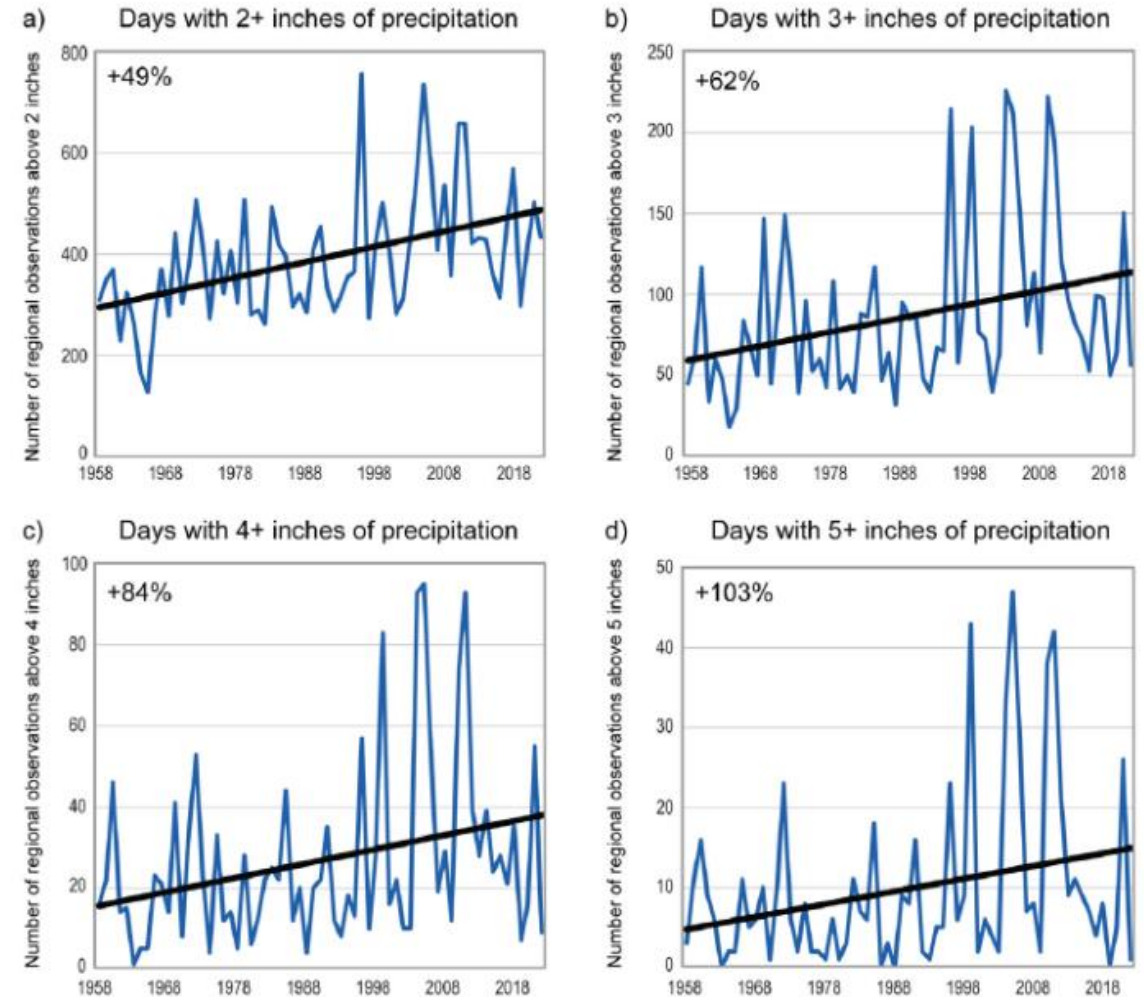 a) Days with 2+ inches of precipitation
Number of regional observations above 2 inches
+49%
800
600
400
200
0
1958 1968 1978 1988 1998 2008 2018
b) Days with 3+ inches of precipitation
Number of regional observations above 3 inches
+62%
250
200
150
100
50
0
1958 1968 1978 1988 1998 2008 2018
c) Days with 4+ inches of precipitation
Number of regional observations above 4 inches
+84%
100
80
60
40
20
0
1958 1968 1978 1988 1998 2008 2018
d) Days with 5+ inches of precipitation
Number of regional observations above 5 inches
+103%
50
40
30
20
10
0
1958 1968 1978 1988 1998 2008 2018